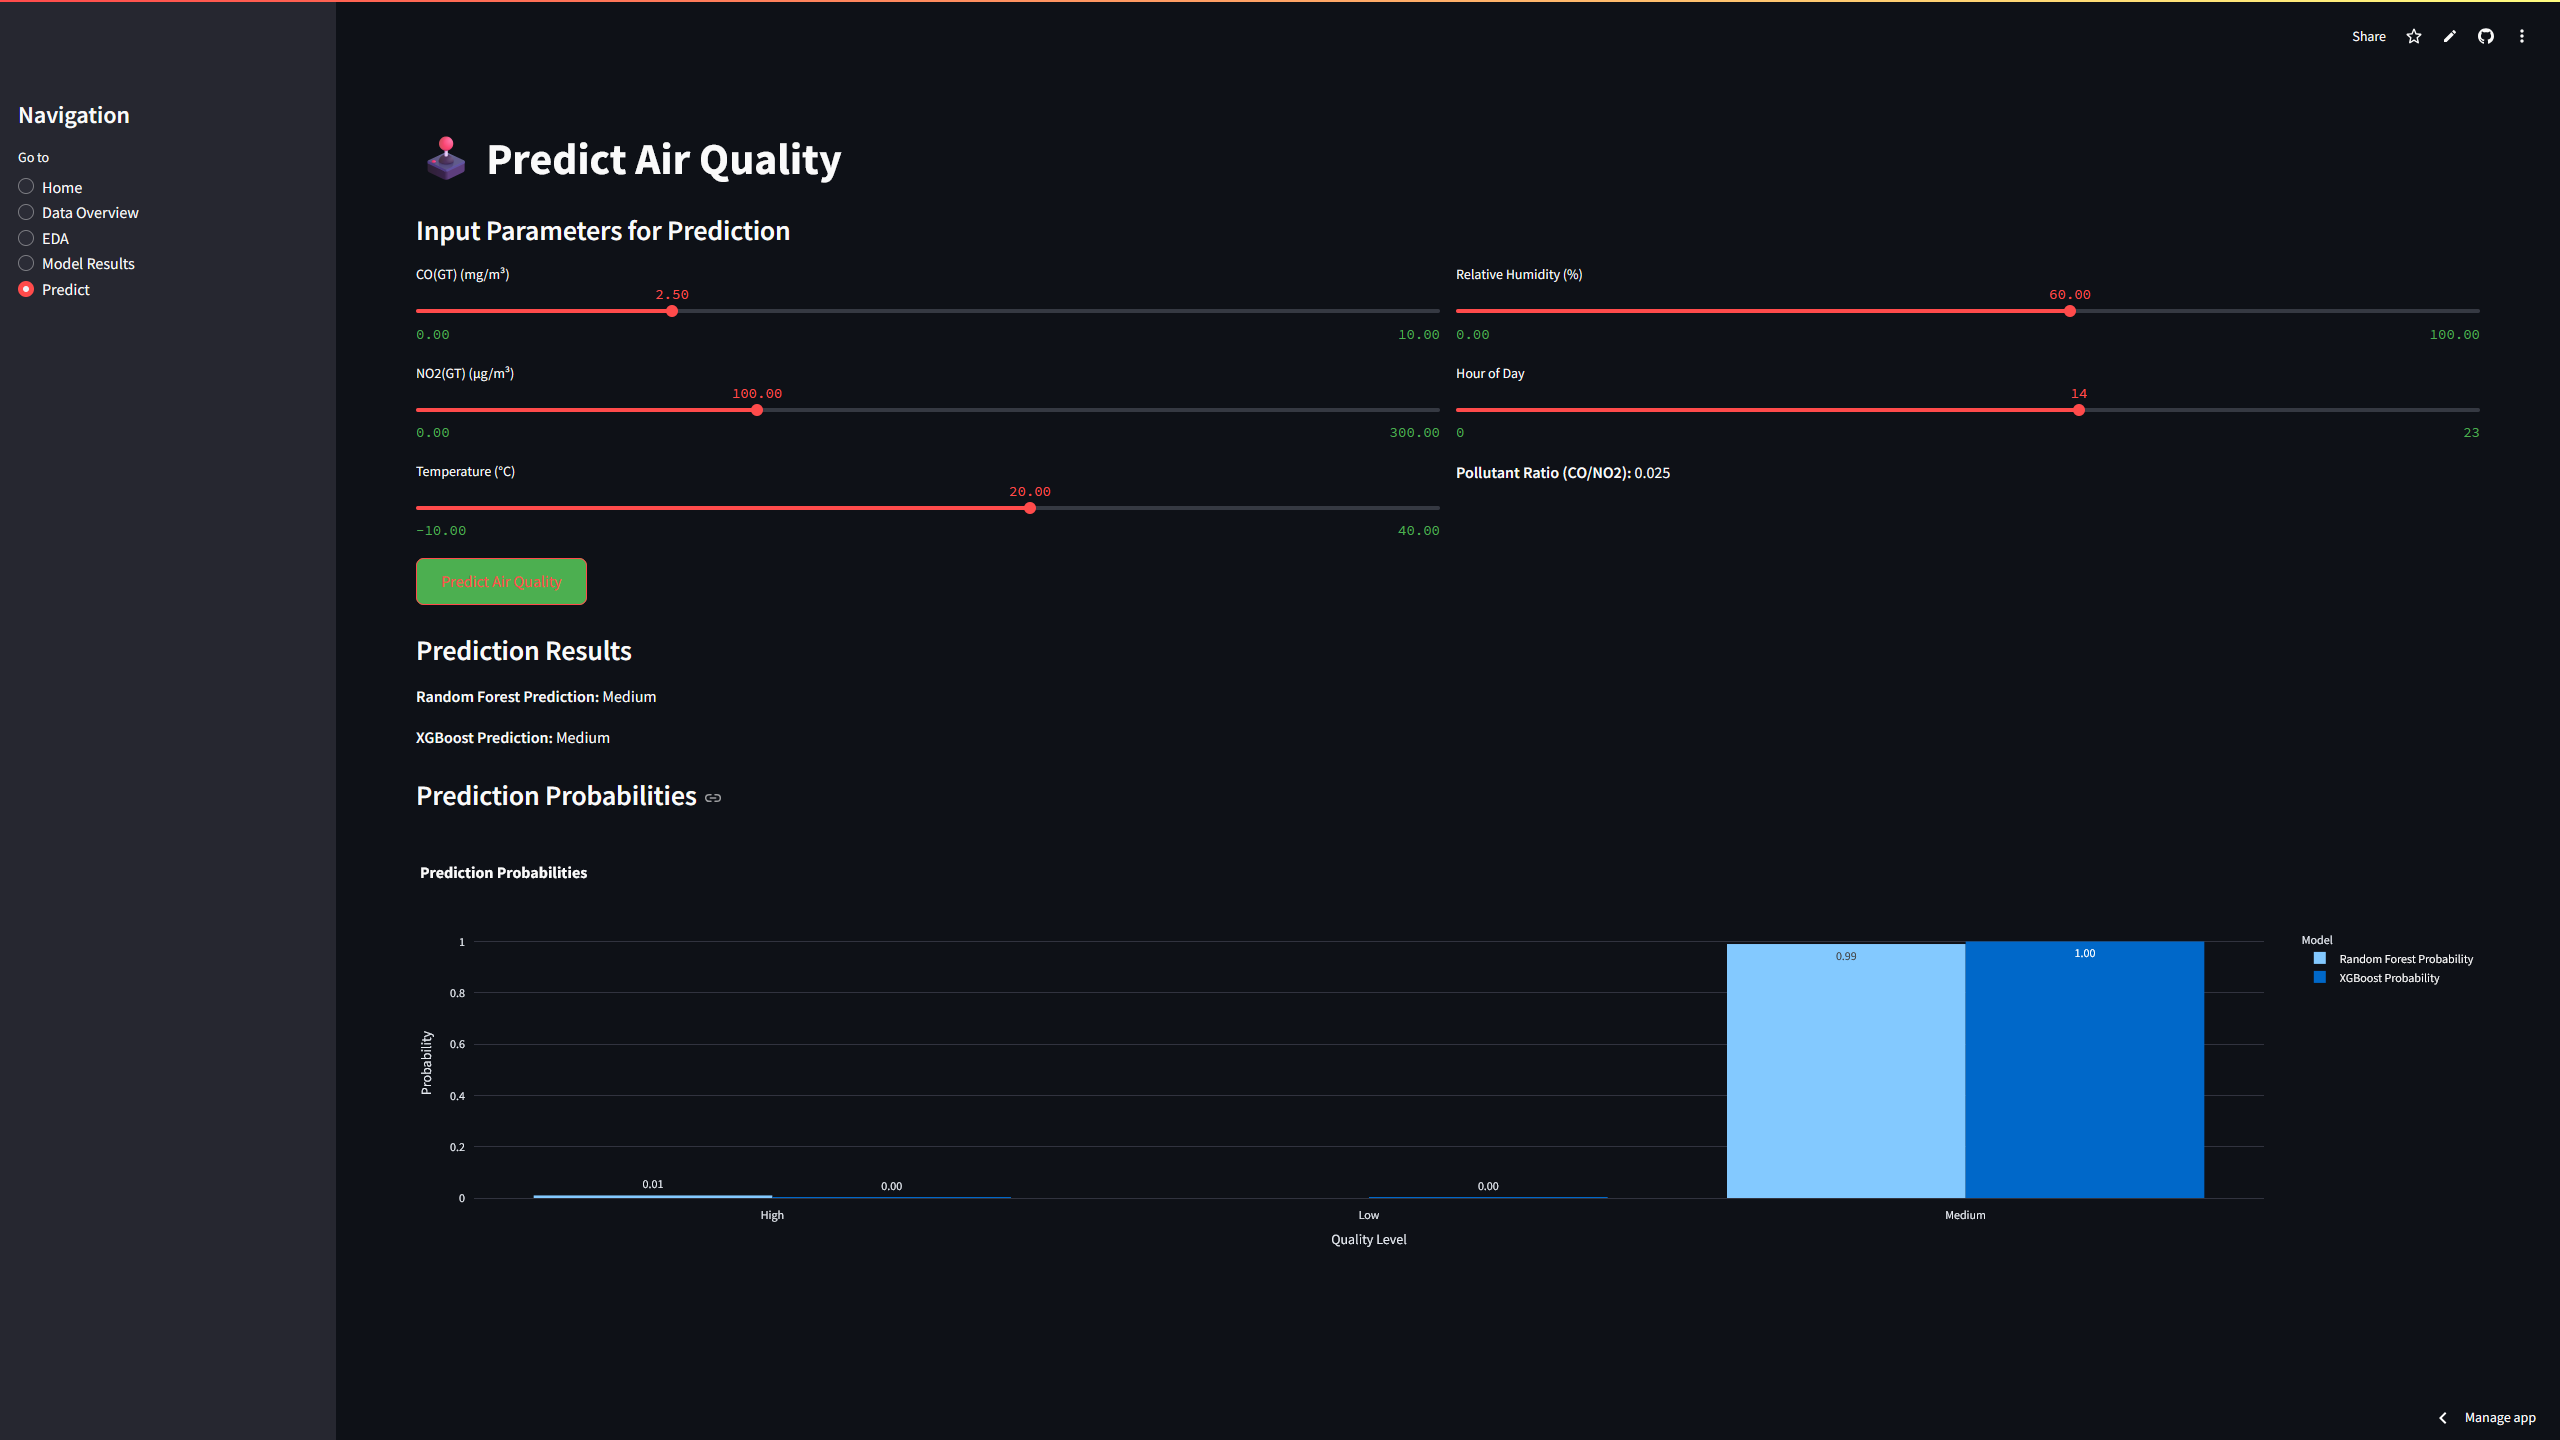 Share
Navigation
Go to
Home
Data Overview
EDA
Model Results
Predict
Predict Air Quality
Input Parameters for Prediction
CO(GT) (mg/m³)
2.50
0.00 10.00
NO2(GT) (µg/m³)
100.00
0.00 300.00
Temperature (°C)
20.00
-10.00 40.00
Relative Humidity (%)
60.00
0.00 100.00
Hour of Day
14
0 23
Pollutant Ratio (CO/NO2): 0.025
Predict Air Quality
Prediction Results
Random Forest Prediction: Medium
XGBoost Prediction: Medium
Prediction Probabilities
Prediction Probabilities
Probability
1
0.8
0.6
0.4
0.2
0
0.01
0.00
0.00
0.99
1.00
High Low Medium
Quality Level
Model
Random Forest Probability
XGBoost Probability
Manage app